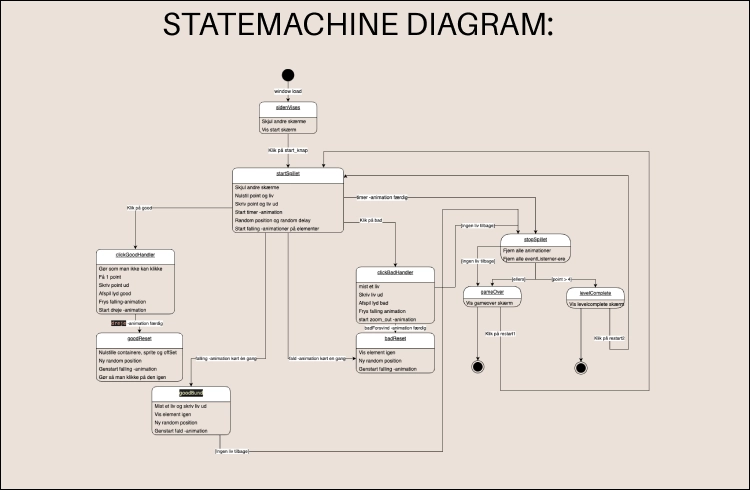 STATEMACHINE DIAGRAM:
window load
sidenVises
Skjul andre skærme
Vis start skærm
Klik på start_knap
startSpillet
Skjul andre skærme
Nulstil point og liv
Skriv point og liv ud
Start timer -animation
Random position og random delay
Start falling -animationer på elementer
timer -animation færdig
Klik på good
Klik på bad
[ingen liv tilbage]
stopSpillet
Fjern alle animationer
Fjern alle eventListerner-ere
clickGoodHandler
Gør som man ikke kan klikke
Få 1 point
Skriv point ud
Afspil lyd good
Frys falling-animation
Start drøje -animation
clickBadHandler
mist et liv
Skriv liv ud
Afspil lyd bad
Frys falling animation
start zoom_out -animation
[ingen liv tilbage]
[ellers]
[point > 4]
gameOver
Vis gameover skærm
levelComplete
Vis levelcomplete skærm
-animation færdig
badForsvind -animation færdig
Klik på restart1
Klik på restart2
goodReset
Nulstille containere, sprite og offSet
Ny random position
Genstart falling -animation
Gør så man klikke på den igen
badReset
Vis element igen
Ny random position
Genstart falling -animation
falling -animation kørt én gang
fald -animation kørt en gang
goodBund
Mist et liv og skriv liv ud
Vis element igen
Ny random position
Genstart fald -animation
[ingen liv tilbage]